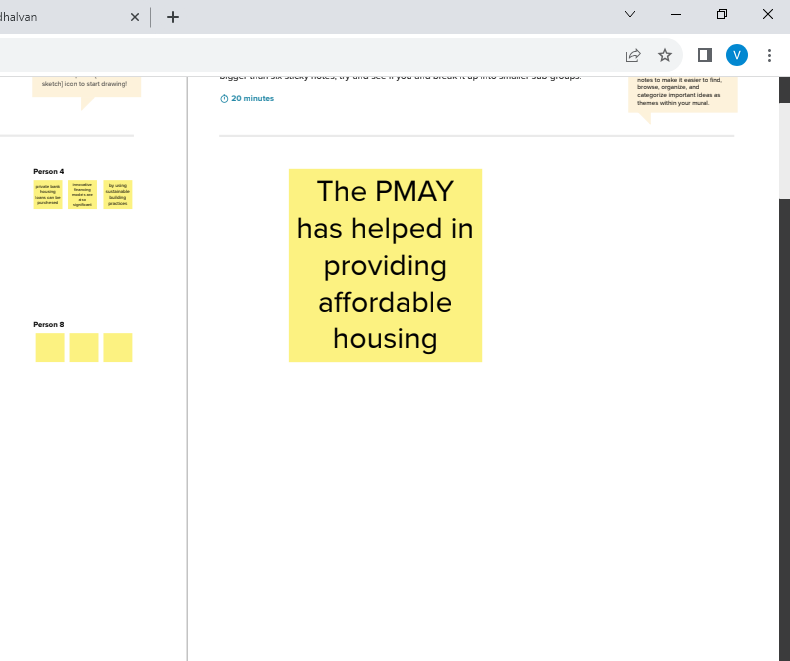 dhalvan
V
sketch] icon to start drawing!
bigger than six sticky notes, try and see if you and break it up into smaller sub-groups.
20 minutes
notes to make it easier to find,
browse, organize, and
categorize important ideas as
themes within your mural.
Person 4
private bank
housing
loans can be
purchased
innovative
financing
models are
also
significant
by using
sustainable
building
practices
The PMAY
has helped in
providing
affordable
housing
Person 8